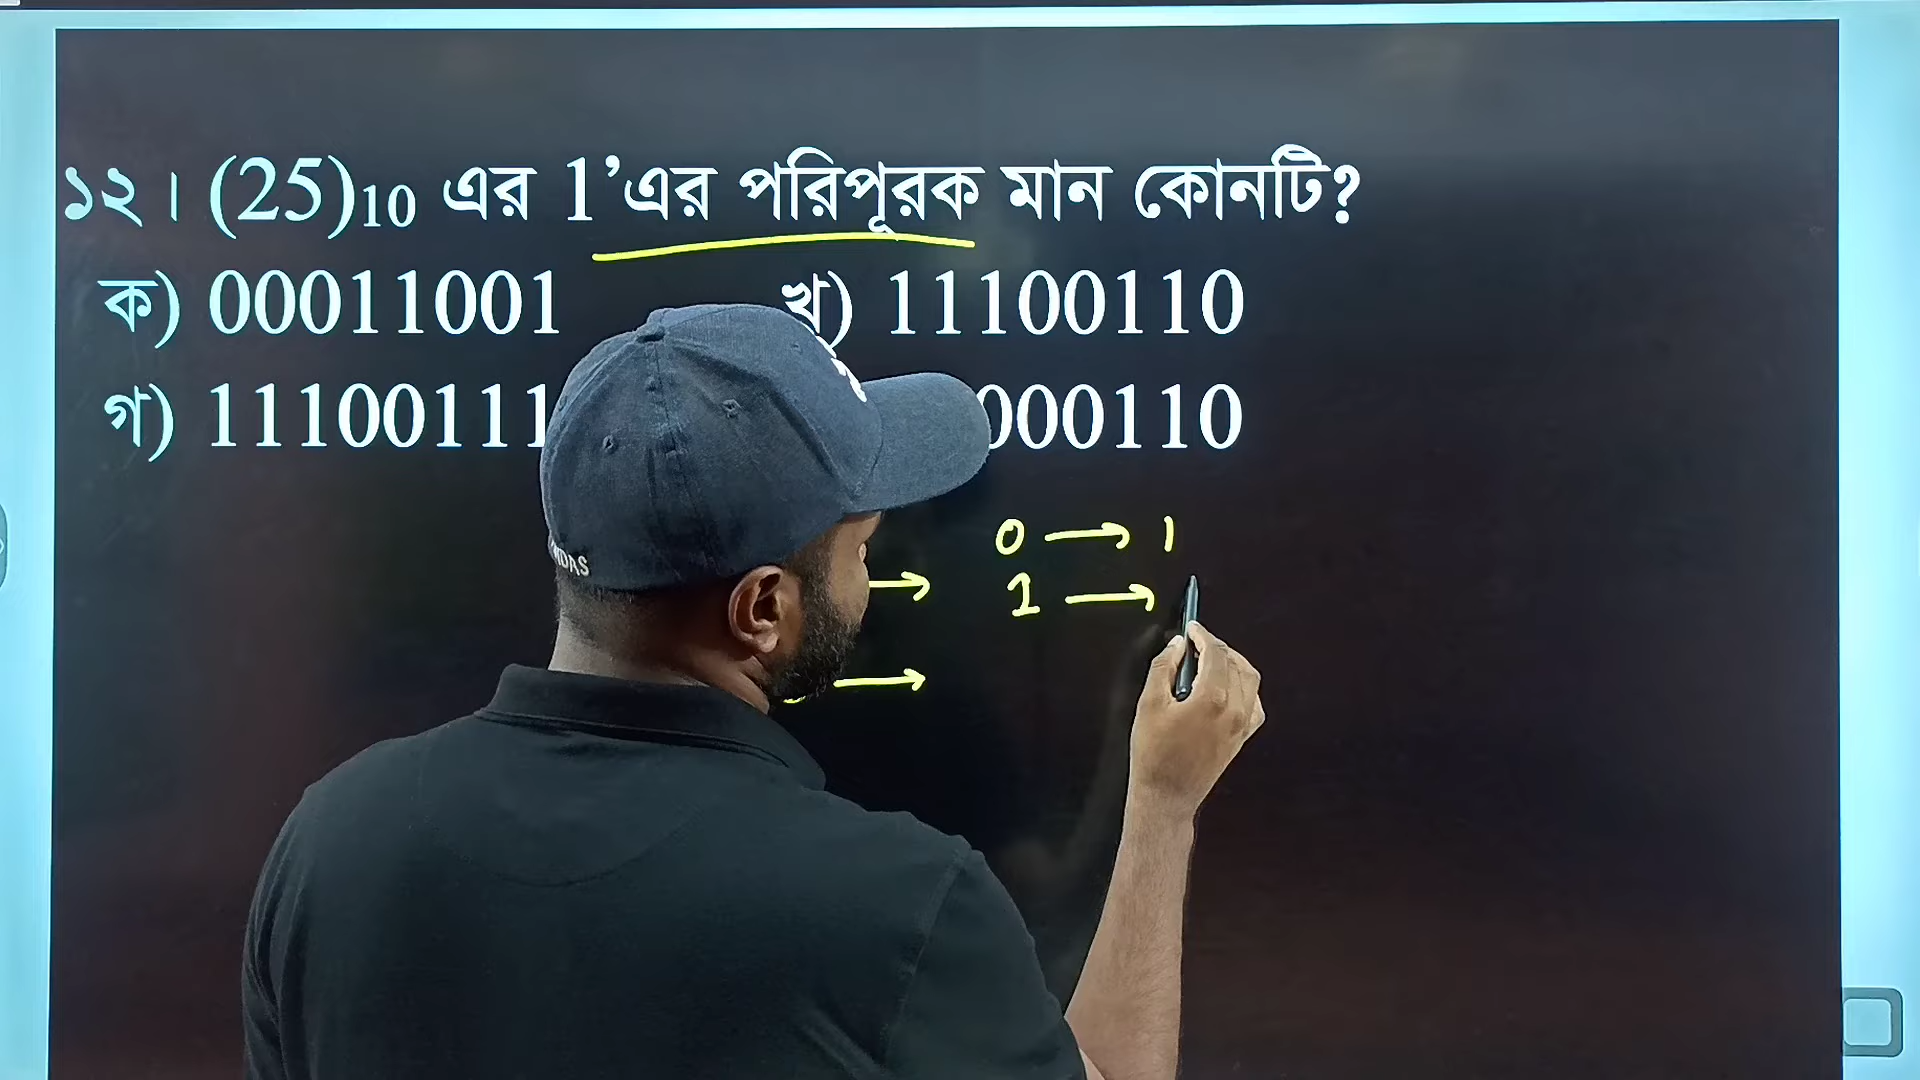 ১২। (25)10 এর 1’এর পরিপূরক মান কোনটি?
ক) 00011001 খ) 11100110
গ) 11100111 000110
0 → 1
1 →
→
→